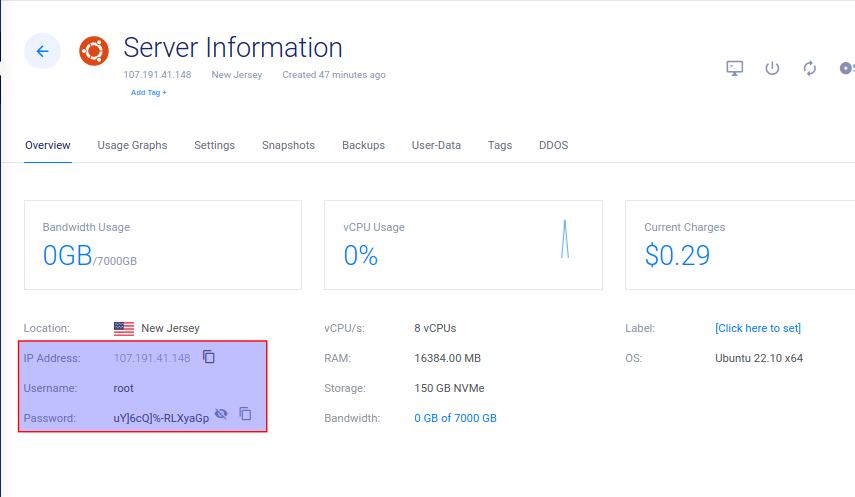 Server Information
107.191.41.148 New Jersey Created 47 minutes ago
Add Tag +
Overview Usage Graphs Settings Snapshots Backups User-Data Tags DDOS
Bandwidth Usage vCPU Usage Current Charges
0GB/7000GB 0% $0.29
Location: New Jersey vCPU/s: 8 vCPUs Label: [Click here to set]
IP Address: 107.191.41.148 RAM: 16384.00 MB OS: Ubuntu 22.10 x64
Username: root Storage: 150 GB NVMe
Password: uY]6cQ]%-RLXyaGp Bandwidth: 0 GB of 7000 GB